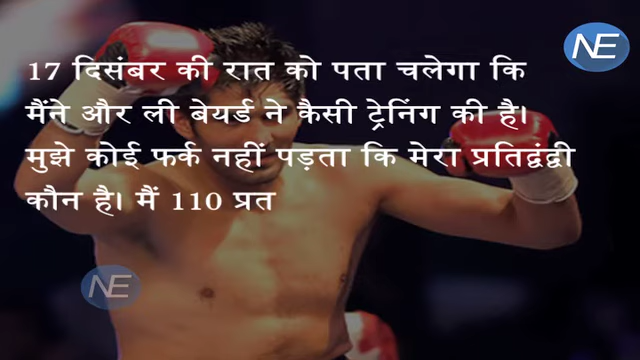 NE
17 दिसंबर की रात को पता चलेगा कि
मैंने और ली बेयर्ड ने कैसी ट्रेनिंग की है।
मुझे कोई फर्क नहीं पड़ता कि मेरा प्रतिद्वंद्वी
कौन है। मैं 110 प्रत
NE